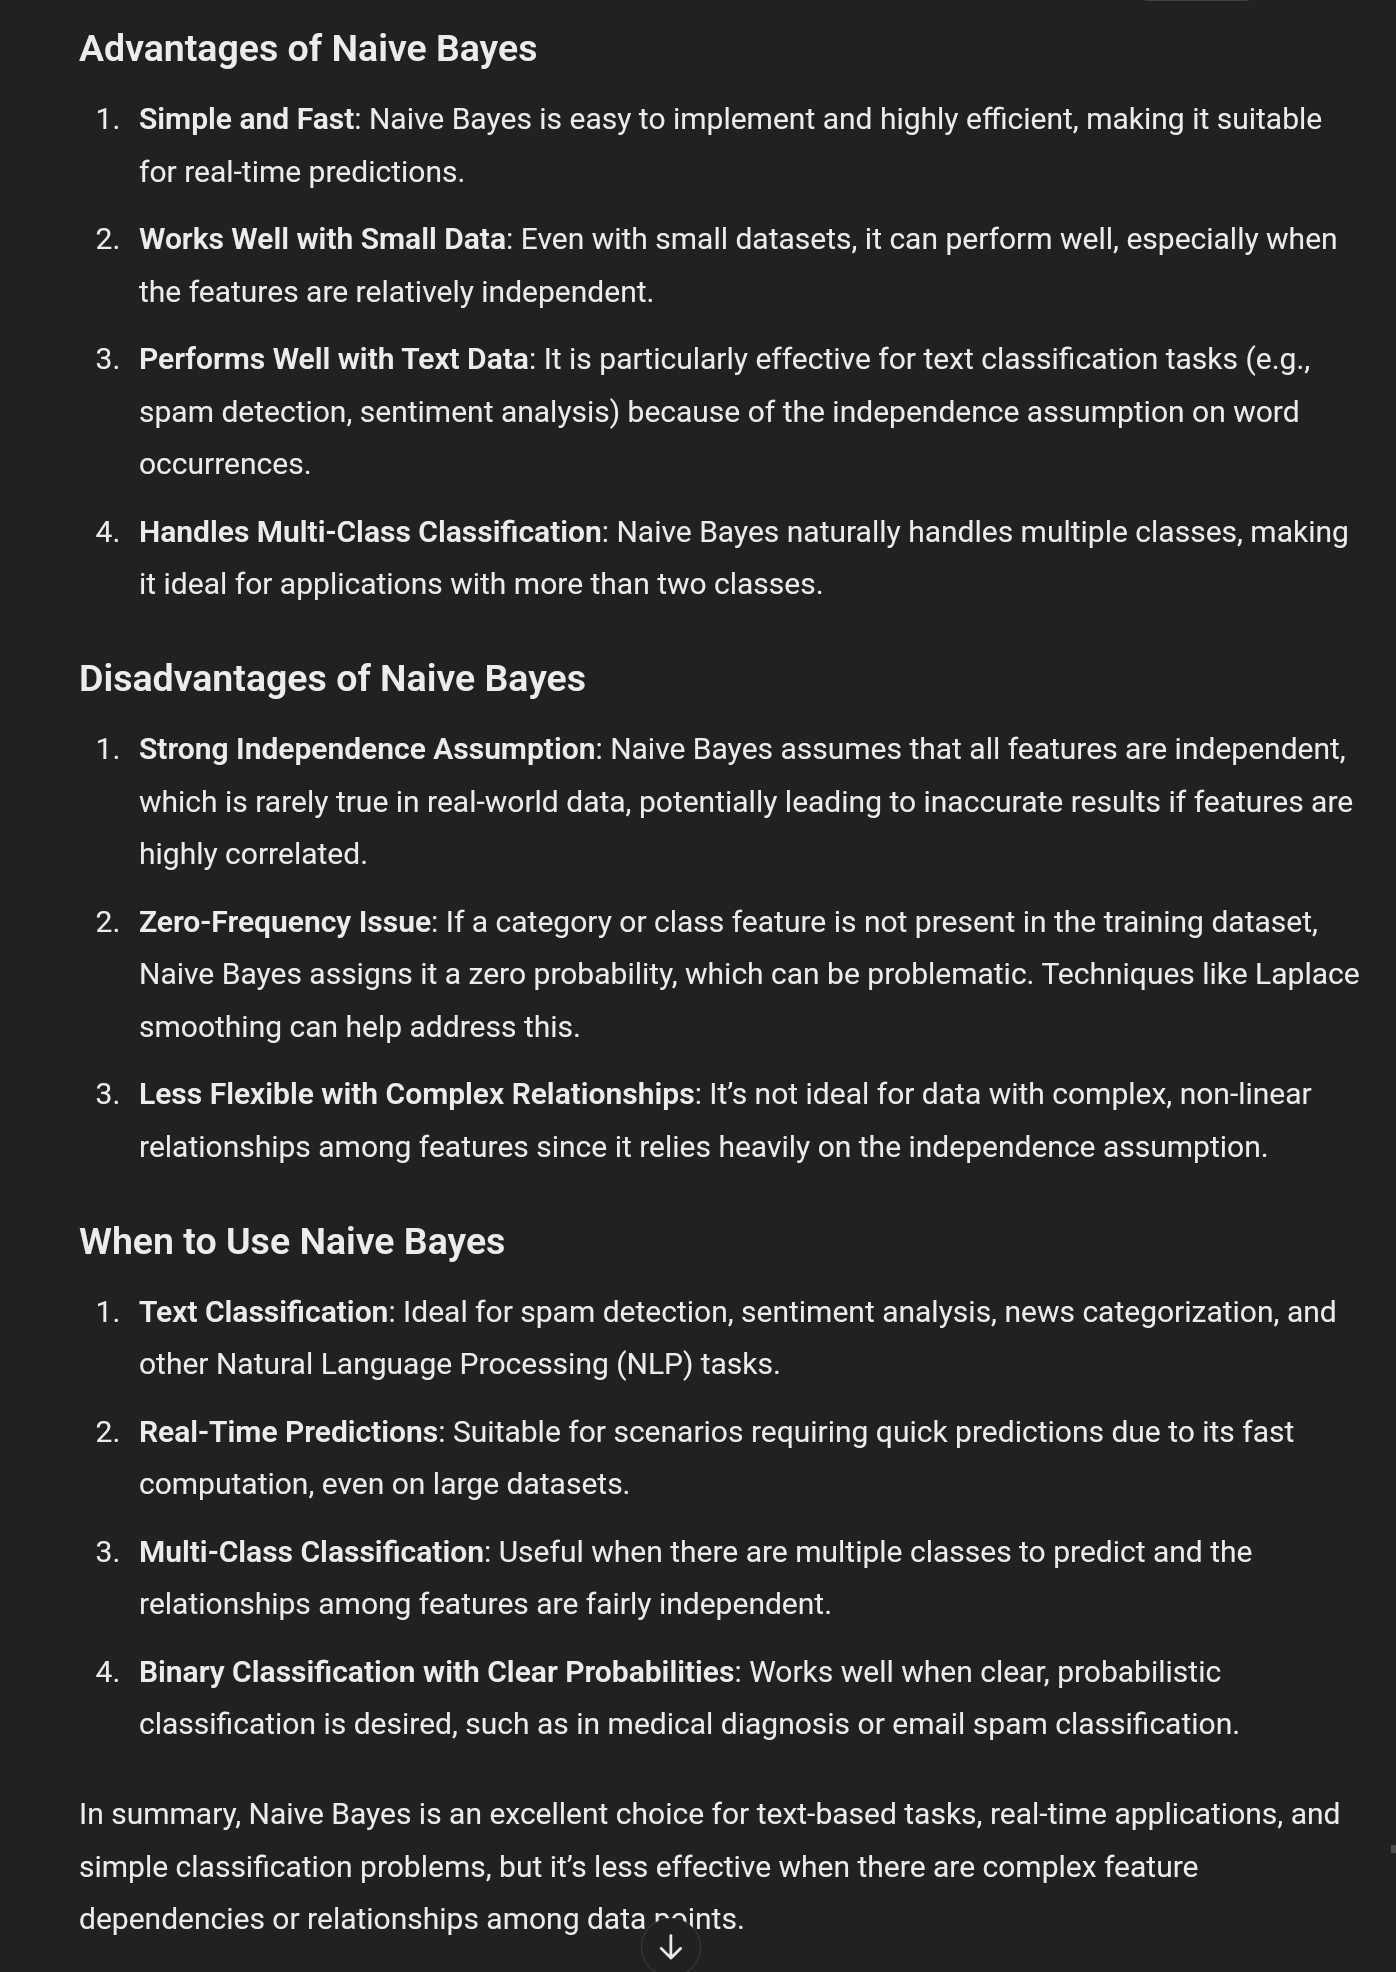 Advantages of Naive Bayes
1. Simple and Fast: Naive Bayes is easy to implement and highly efficient, making it suitable
for real-time predictions.
2. Works Well with Small Data: Even with small datasets, it can perform well, especially when
the features are relatively independent.
3. Performs Well with Text Data: It is particularly effective for text classification tasks (e.g.,
spam detection, sentiment analysis) because of the independence assumption on word
occurrences.
4. Handles Multi-Class Classification: Naive Bayes naturally handles multiple classes, making
it ideal for applications with more than two classes.
Disadvantages of Naive Bayes
1. Strong Independence Assumption: Naive Bayes assumes that all features are independent,
which is rarely true in real-world data, potentially leading to inaccurate results if features are
highly correlated.
2. Zero-Frequency Issue: If a category or class feature is not present in the training dataset,
Naive Bayes assigns it a zero probability, which can be problematic. Techniques like Laplace
smoothing can help address this.
3. Less Flexible with Complex Relationships: It’s not ideal for data with complex, non-linear
relationships among features since it relies heavily on the independence assumption.
When to Use Naive Bayes
1. Text Classification: Ideal for spam detection, sentiment analysis, news categorization, and
other Natural Language Processing (NLP) tasks.
2. Real-Time Predictions: Suitable for scenarios requiring quick predictions due to its fast
computation, even on large datasets.
3. Multi-Class Classification: Useful when there are multiple classes to predict and the
relationships among features are fairly independent.
4. Binary Classification with Clear Probabilities: Works well when clear, probabilistic
classification is desired, such as in medical diagnosis or email spam classification.
In summary, Naive Bayes is an excellent choice for text-based tasks, real-time applications, and
simple classification problems, but it’s less effective when there are complex feature
dependencies or relationships among data points.